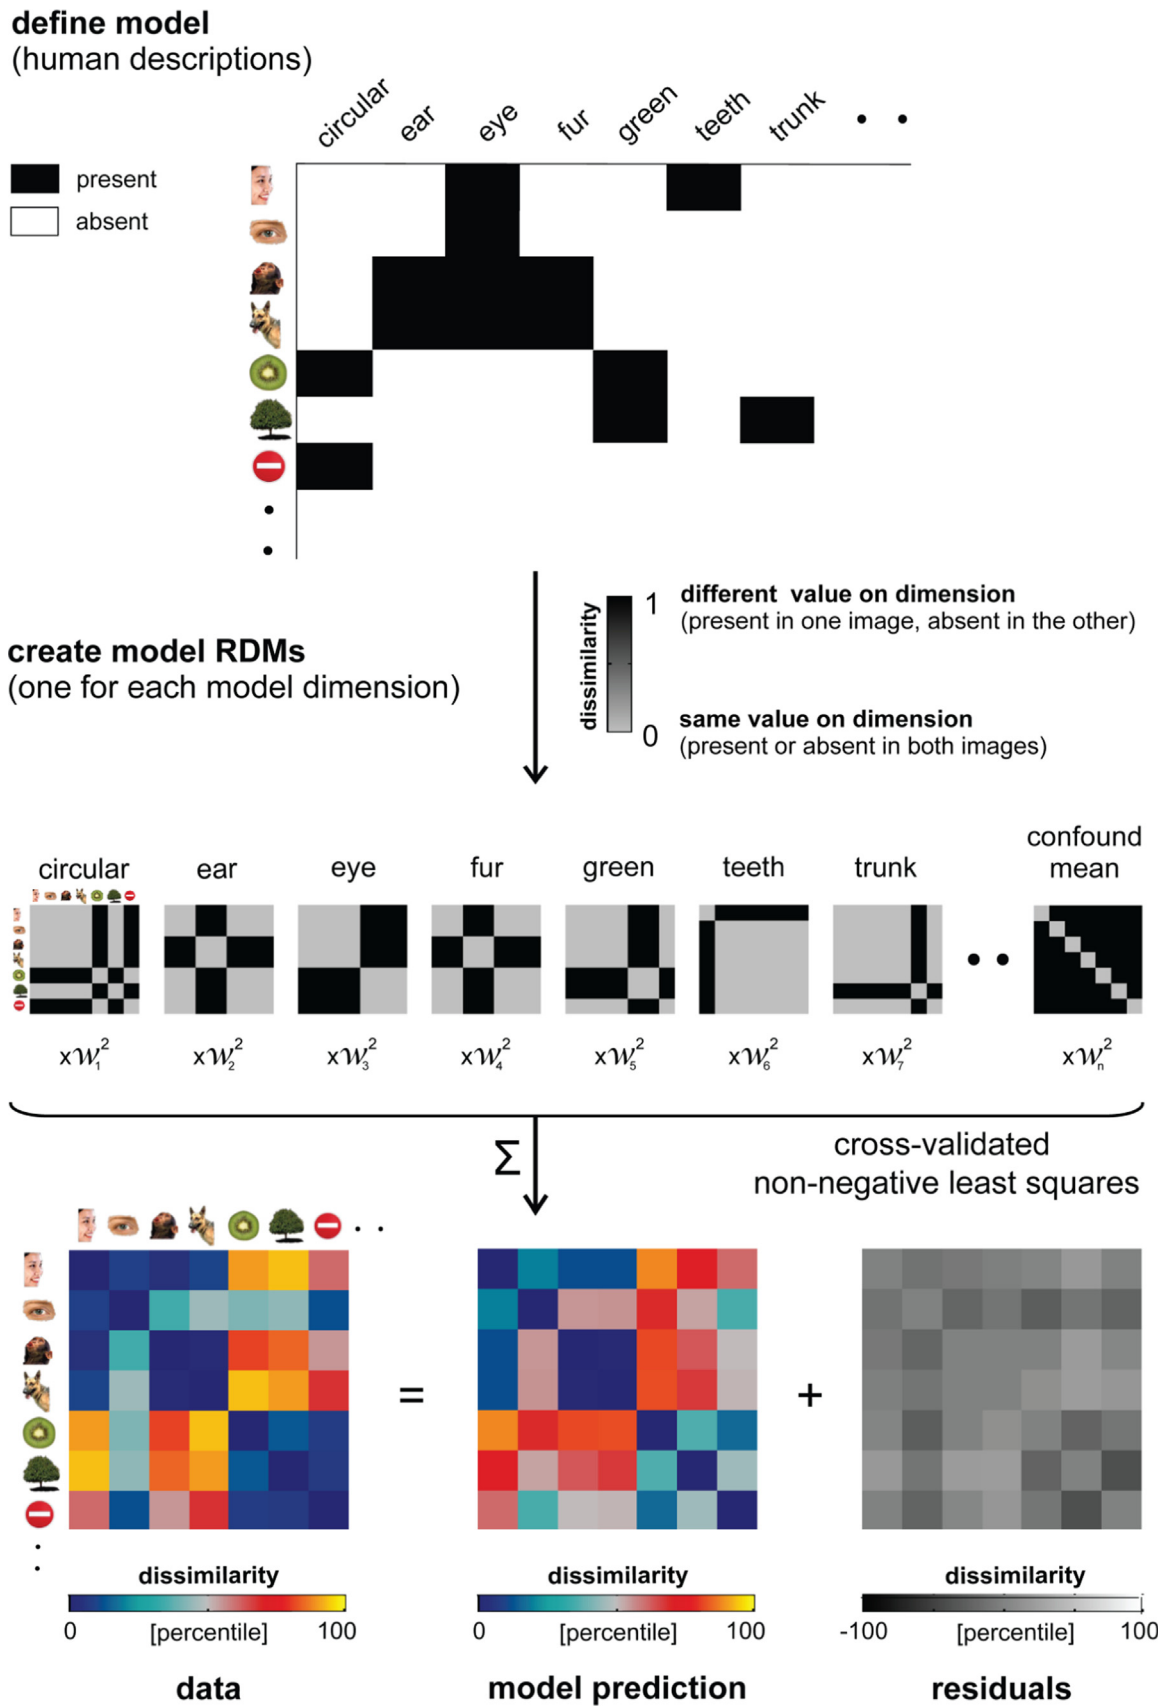 define model
(human descriptions)
circular
ear
eye
fur
green
teeth
trunk
present
absent
dissimilarity
1
different value on dimension
(present in one image, absent in the other)
0
same value on dimension
(present or absent in both images)
create model RDMs
(one for each model dimension)
circular ear eye fur green teeth trunk confound mean
x𝒲₁² x𝒲₂² x𝒲₃² x𝒲₄² x𝒲₅² x𝒲₆² x𝒲₇² x𝒲ₙ²
Σ
cross-validated
non-negative least squares
=
+
dissimilarity dissimilarity dissimilarity
0 [percentile] 100 0 [percentile] 100 -100 [percentile] 100
data model prediction residuals